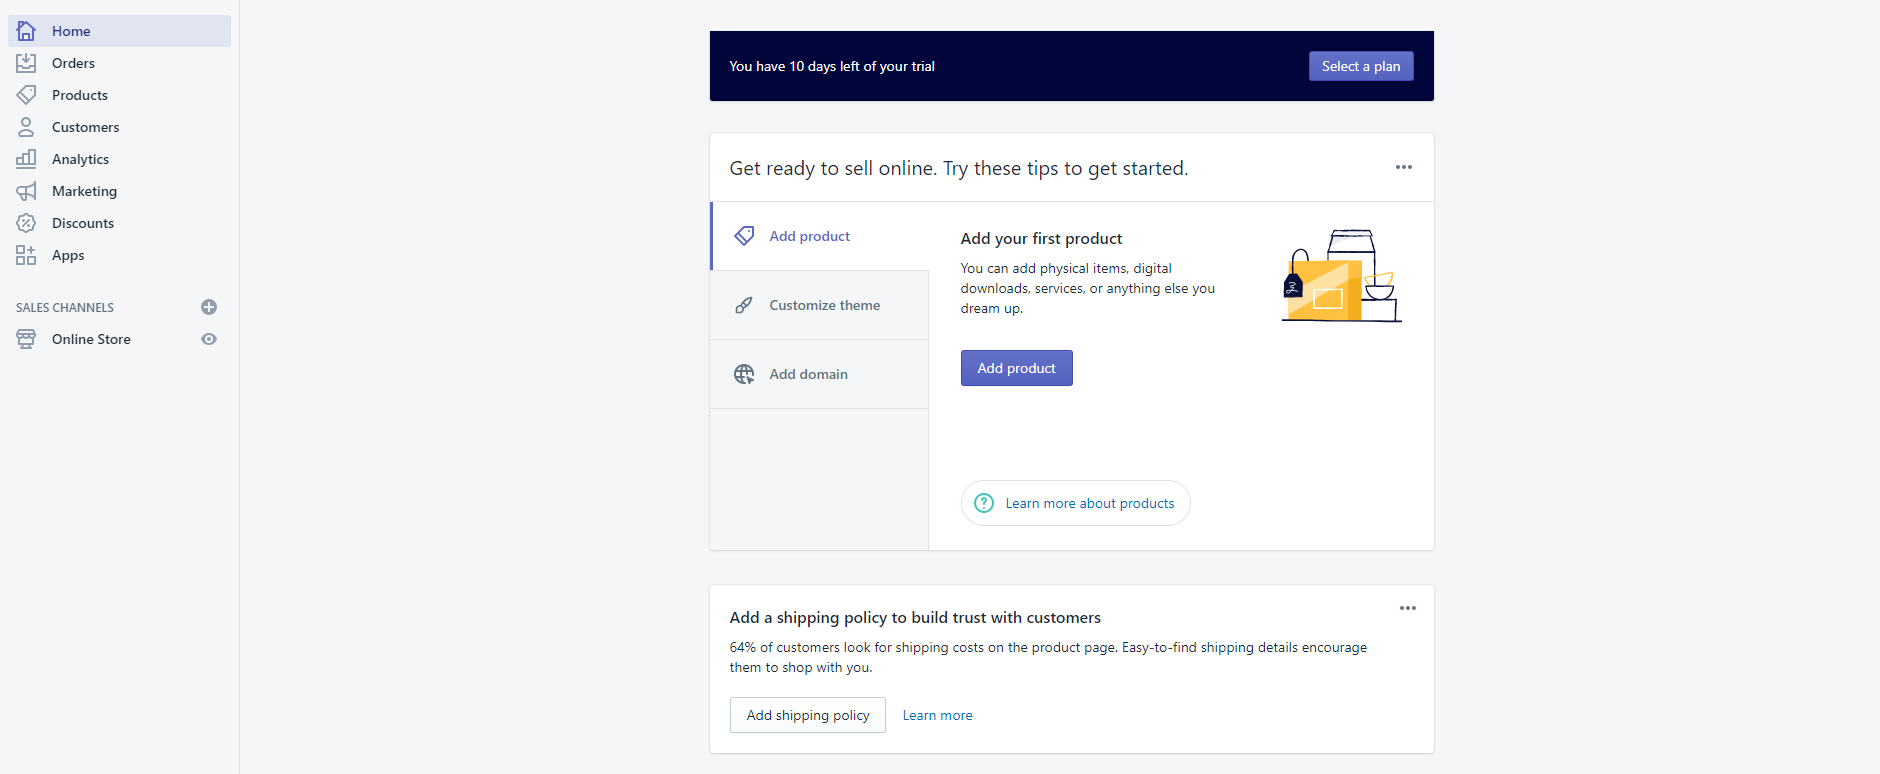 Home
Orders
Products
Customers
Analytics
Marketing
Discounts
Apps
SALES CHANNELS
Online Store
You have 10 days left of your trial
Select a plan
Get ready to sell online. Try these tips to get started.
Add product
Customize theme
Add domain
Add your first product
You can add physical items, digital
downloads, services, or anything else you
dream up.
Add product
Learn more about products
Add a shipping policy to build trust with customers
64% of customers look for shipping costs on the product page. Easy-to-find shipping details encourage
them to shop with you.
Add shipping policy
Learn more